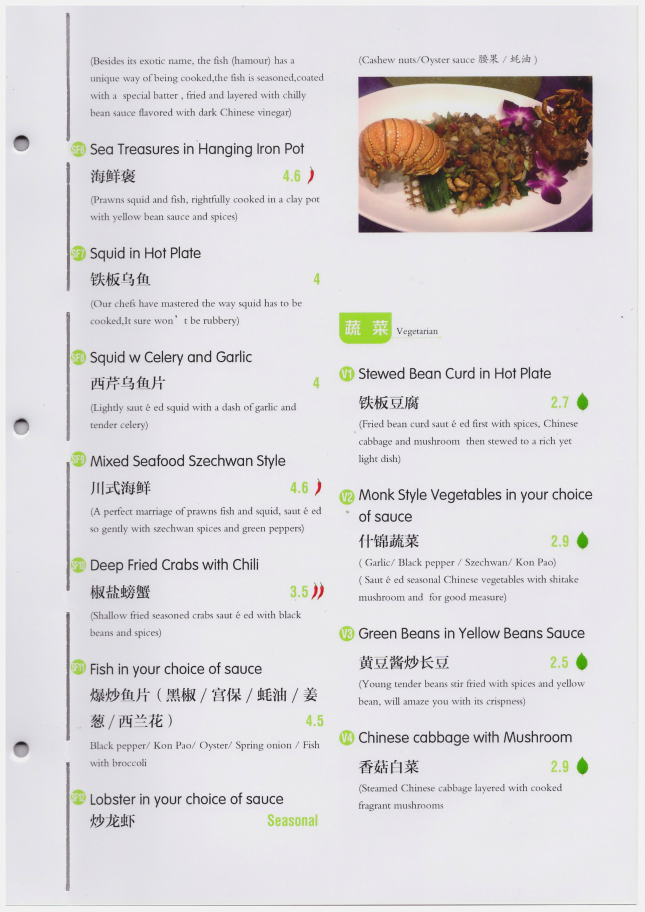 (Besides its exotic name, the fish (hamour) has a
unique way of being cooked,the fish is seasoned,coated
with a special batter , fried and layered with chilly
bean sauce flavored with dark Chinese vinegar)
SF6 Sea Treasures in Hanging Iron Pot
海鲜褒 4.6
(Prawns squid and fish, rightfully cooked in a clay pot
with yellow bean sauce and spices)
SF7 Squid in Hot Plate
铁板乌鱼 4
(Our chefs have mastered the way squid has to be
cooked,It sure won’t be rubbery)
SF8 Squid w Celery and Garlic
西芹乌鱼片 4
(Lightly saut é ed squid with a dash of garlic and
tender celery)
SF9 Mixed Seafood Szechwan Style
川式海鲜 4.6
(A perfect marriage of prawns fish and squid, saut é ed
so gently with szechwan spices and green peppers)
SF10 Deep Fried Crabs with Chili
椒盐螃蟹 3.5
(Shallow fried seasoned crabs saut é ed with black
beans and spices)
SF11 Fish in your choice of sauce
爆炒鱼片 ( 黑椒 / 宫保 / 蚝油 / 姜
葱 / 西兰花 ) 4.5
Black pepper/ Kon Pao/ Oyster/ Spring onion / Fish
with broccoli
SF12 Lobster in your choice of sauce
炒龙虾 Seasonal
(Cashew nuts/Oyster sauce 腰果 / 蚝油 )
蔬 菜 Vegetarian
V1 Stewed Bean Curd in Hot Plate
铁板豆腐 2.7
(Fried bean curd saut é ed first with spices, Chinese
cabbage and mushroom then stewed to a rich yet
light dish)
V2 Monk Style Vegetables in your choice
of sauce
什锦蔬菜 2.9
( Garlic/ Black pepper / Szechwan/ Kon Pao)
( Saut é ed seasonal Chinese vegetables with shitake
mushroom and for good measure)
V3 Green Beans in Yellow Beans Sauce
黄豆酱炒长豆 2.5
(Young tender beans stir fried with spices and yellow
bean, will amaze you with its crispness)
V4 Chinese cabbage with Mushroom
香菇白菜 2.9
(Steamed Chinese cabbage layered with cooked
fragrant mushrooms